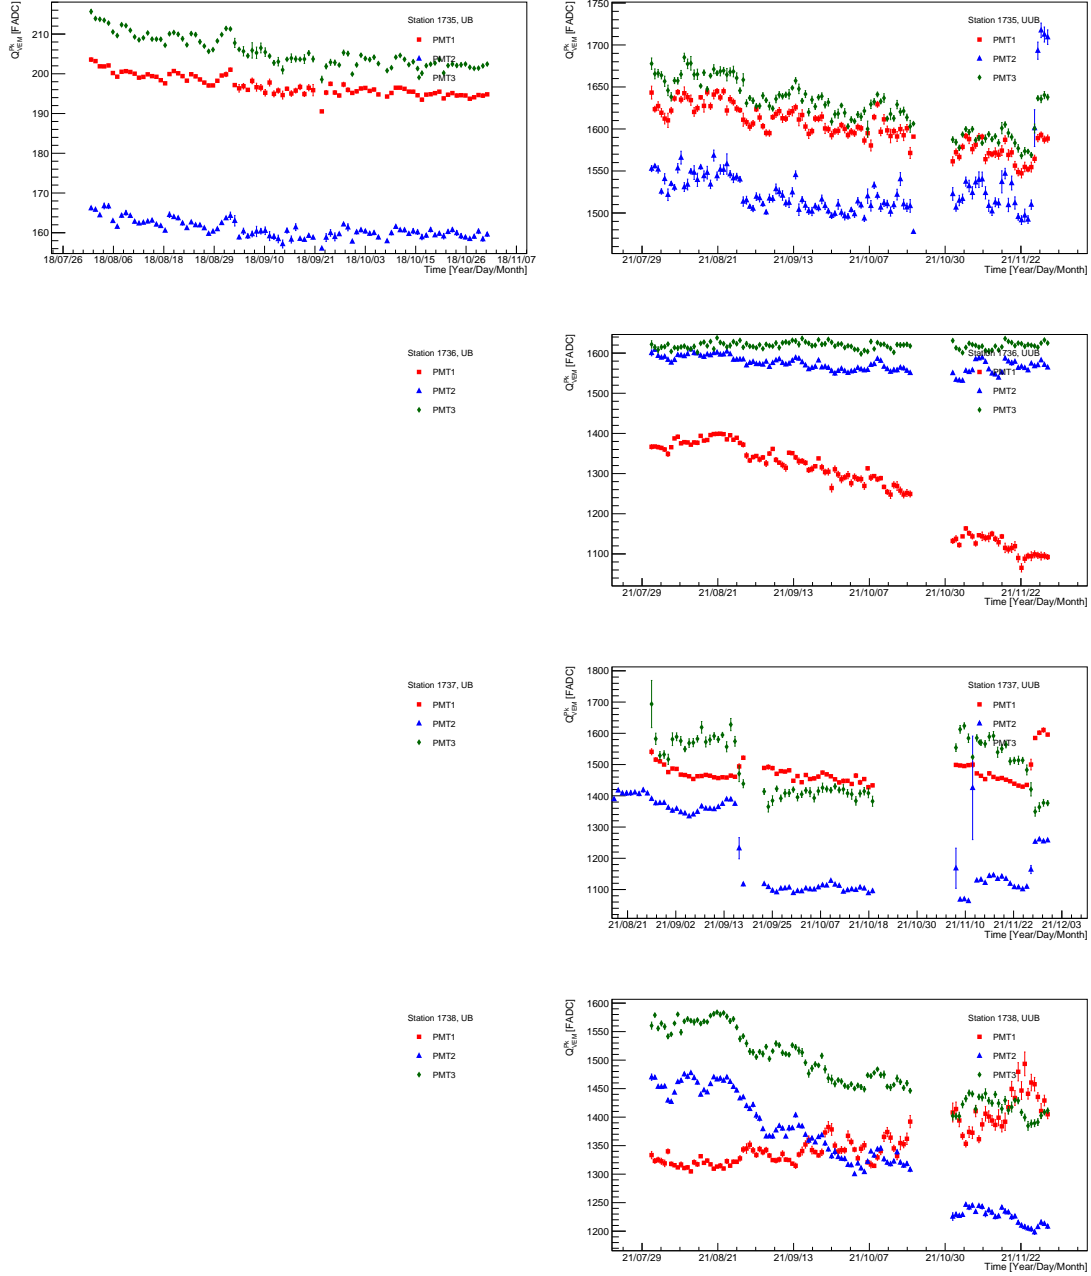 Q^Pk_VEM [FADC]
Station 1735, UB
PMT1
PMT2
PMT3
210
200
190
180
170
160
18/07/26 18/08/06 18/08/18 18/08/29 18/09/10 18/09/21 18/10/03 18/10/15 18/10/26 18/11/07
Time [Year/Day/Month]
Q^Pk_VEM [FADC]
Station 1735, UUB
PMT1
PMT2
PMT3
1750
1700
1650
1600
1550
1500
21/07/29 21/08/21 21/09/13 21/10/07 21/10/30 21/11/22
Time [Year/Day/Month]
Station 1736, UB
PMT1
PMT2
PMT3
Q^Pk_VEM [FADC]
Station 1736, UUB
PMT1
PMT2
PMT3
1600
1500
1400
1300
1200
1100
21/07/29 21/08/21 21/09/13 21/10/07 21/10/30 21/11/22
Time [Year/Day/Month]
Station 1737, UB
PMT1
PMT2
PMT3
Q^Pk_VEM [FADC]
Station 1737, UUB
PMT1
PMT2
PMT3
1800
1700
1600
1500
1400
1300
1200
1100
21/08/21 21/09/02 21/09/13 21/09/25 21/10/07 21/10/18 21/10/30 21/11/10 21/11/22 21/12/03
Time [Year/Day/Month]
Station 1738, UB
PMT1
PMT2
PMT3
Q^Pk_VEM [FADC]
Station 1738, UUB
PMT1
PMT2
PMT3
1600
1550
1500
1450
1400
1350
1300
1250
1200
21/07/29 21/08/21 21/09/13 21/10/07 21/10/30 21/11/22
Time [Year/Day/Month]